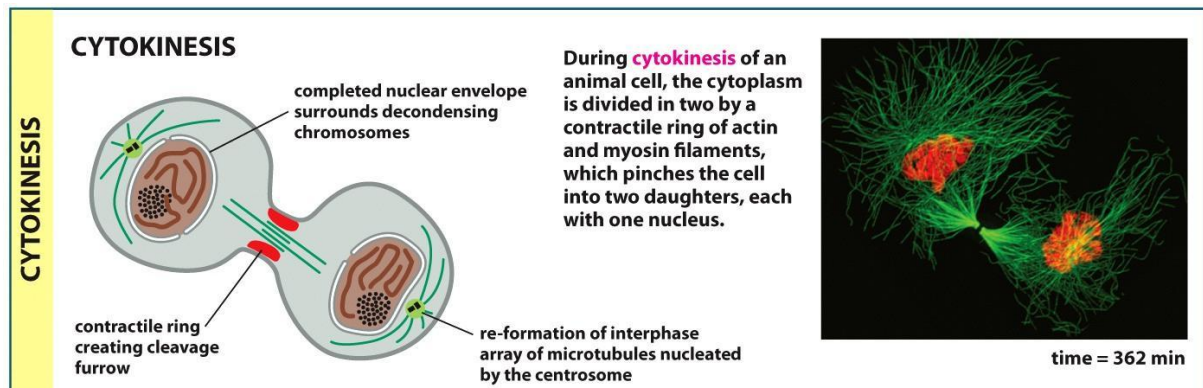 CYTOKINESIS
CYTOKINESIS
completed nuclear envelope
surrounds decondensing
chromosomes
contractile ring
creating cleavage
furrow
re-formation of interphase
array of microtubules nucleated
by the centrosome
During cytokinesis of an
animal cell, the cytoplasm
is divided in two by a
contractile ring of actin
and myosin filaments,
which pinches the cell
into two daughters, each
with one nucleus.
time = 362 min